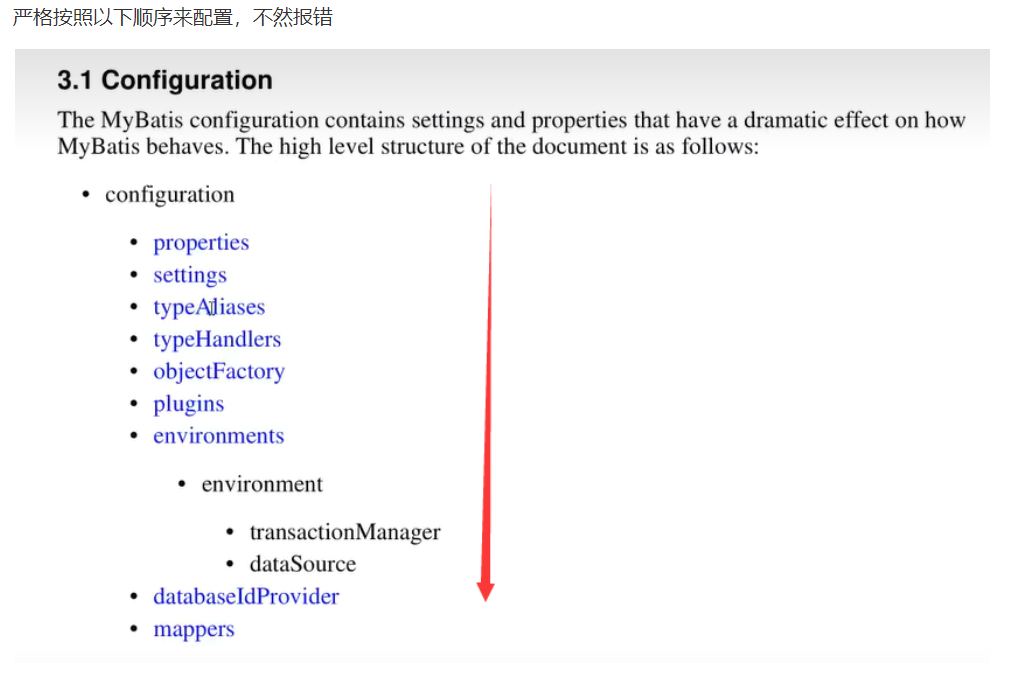 严格按照以下顺序来配置，不然报错
3.1 Configuration
The MyBatis configuration contains settings and properties that have a dramatic effect on how
MyBatis behaves. The high level structure of the document is as follows:
• configuration
• properties
• settings
• typeAliases
• typeHandlers
• objectFactory
• plugins
• environments
• environment
• transactionManager
• dataSource
• databaseIdProvider
• mappers